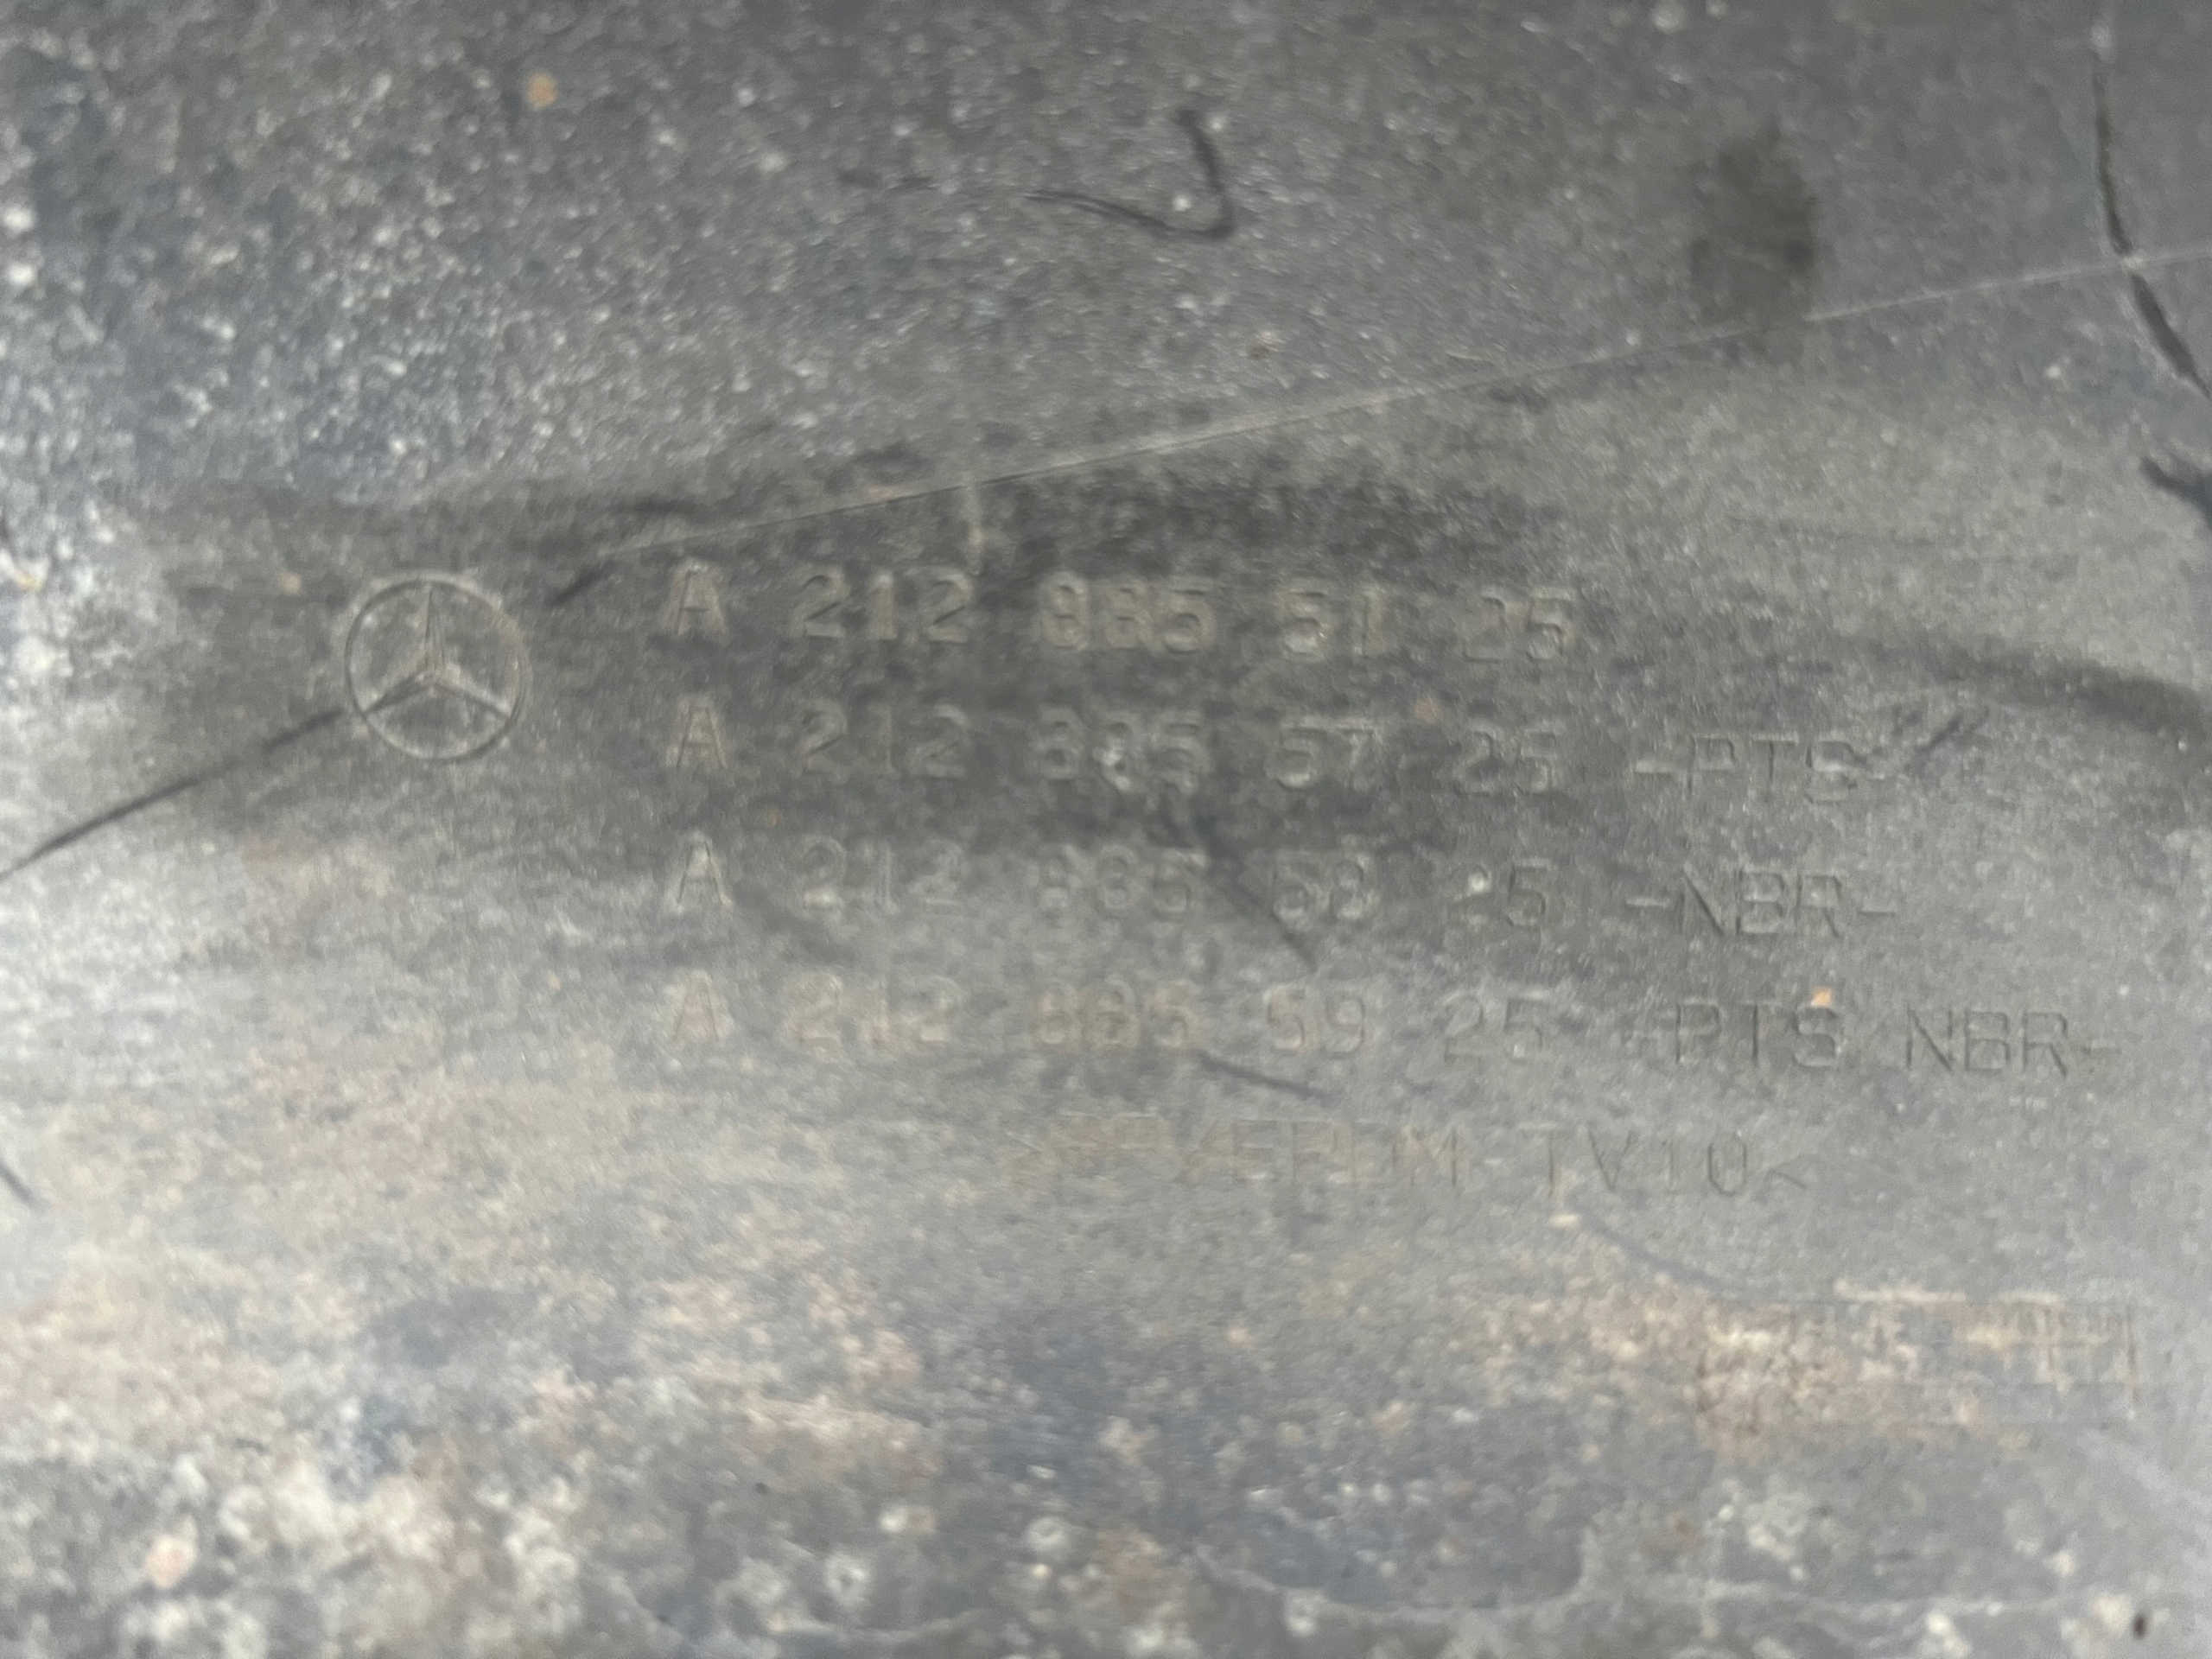 A 212 885 51 25
A 212 885 57 25 -PTS-
A 212 885 58 25 -NBR-
A 212 885 59 25 -PTS/NBR-
TV10<